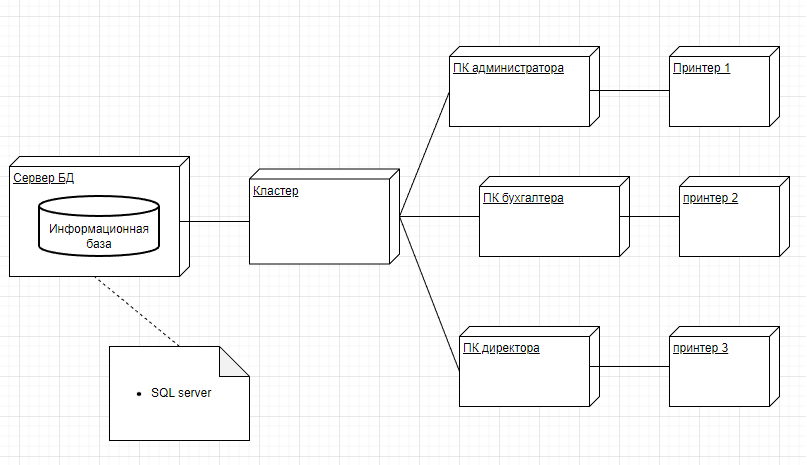 ПК администратора
Принтер 1
Сервер БД
Информационная
база
Кластер
ПК бухгалтера
принтер 2
ПК директора
принтер 3
• SQL server